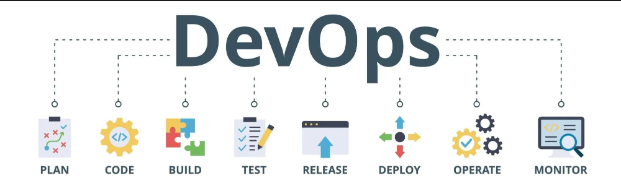 DevOps
PLAN CODE BUILD TEST RELEASE DEPLOY OPERATE MONITOR